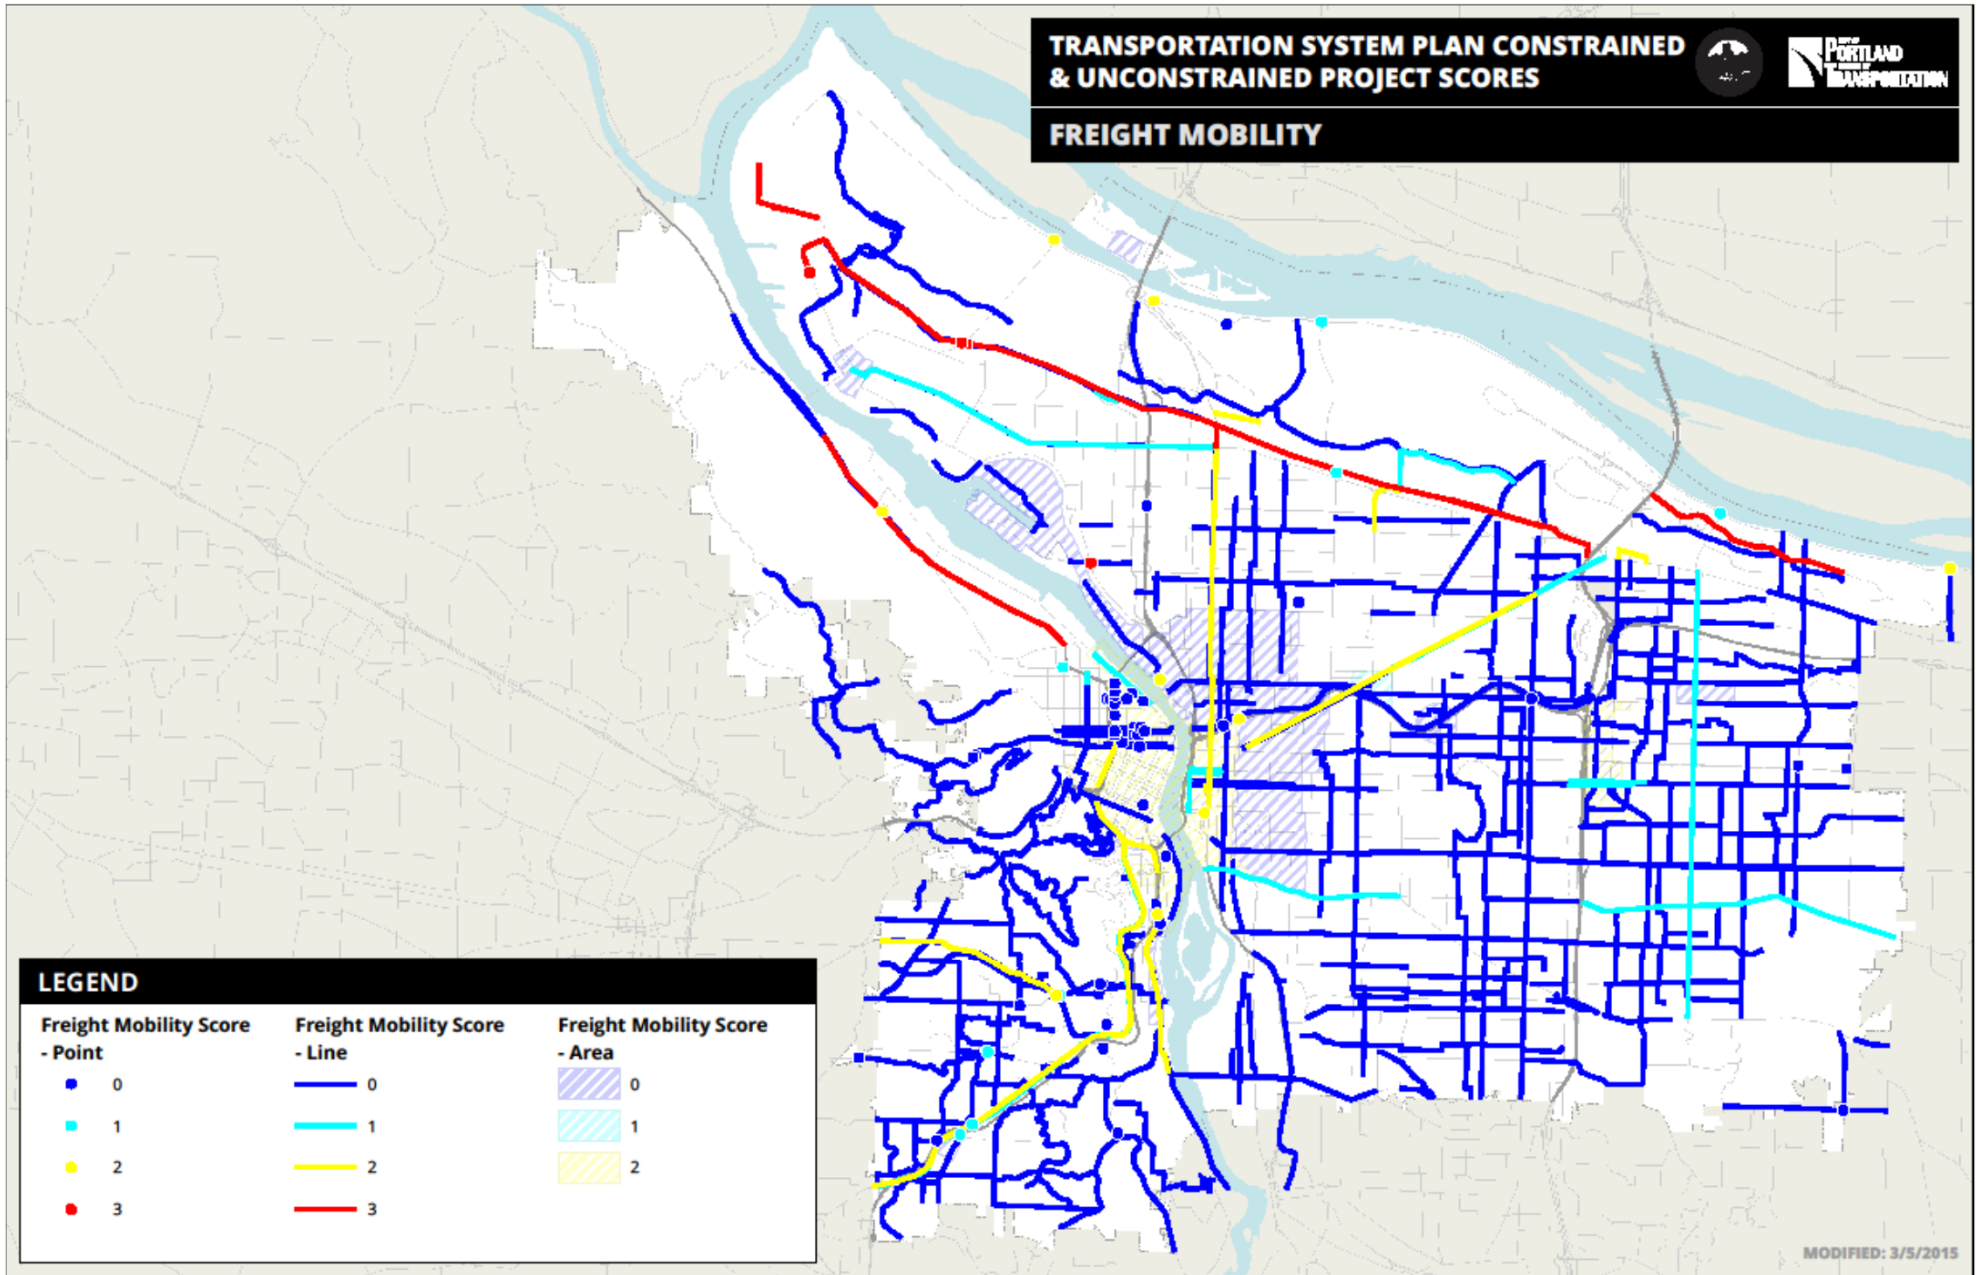 TRANSPORTATION SYSTEM PLAN CONSTRAINED
& UNCONSTRAINED PROJECT SCORES
PORTLAND
TRANSPORTATION
FREIGHT MOBILITY
LEGEND
Freight Mobility Score
- Point
0
1
2
3
Freight Mobility Score
- Line
0
1
2
3
Freight Mobility Score
- Area
0
1
2
MODIFIED: 3/5/2015